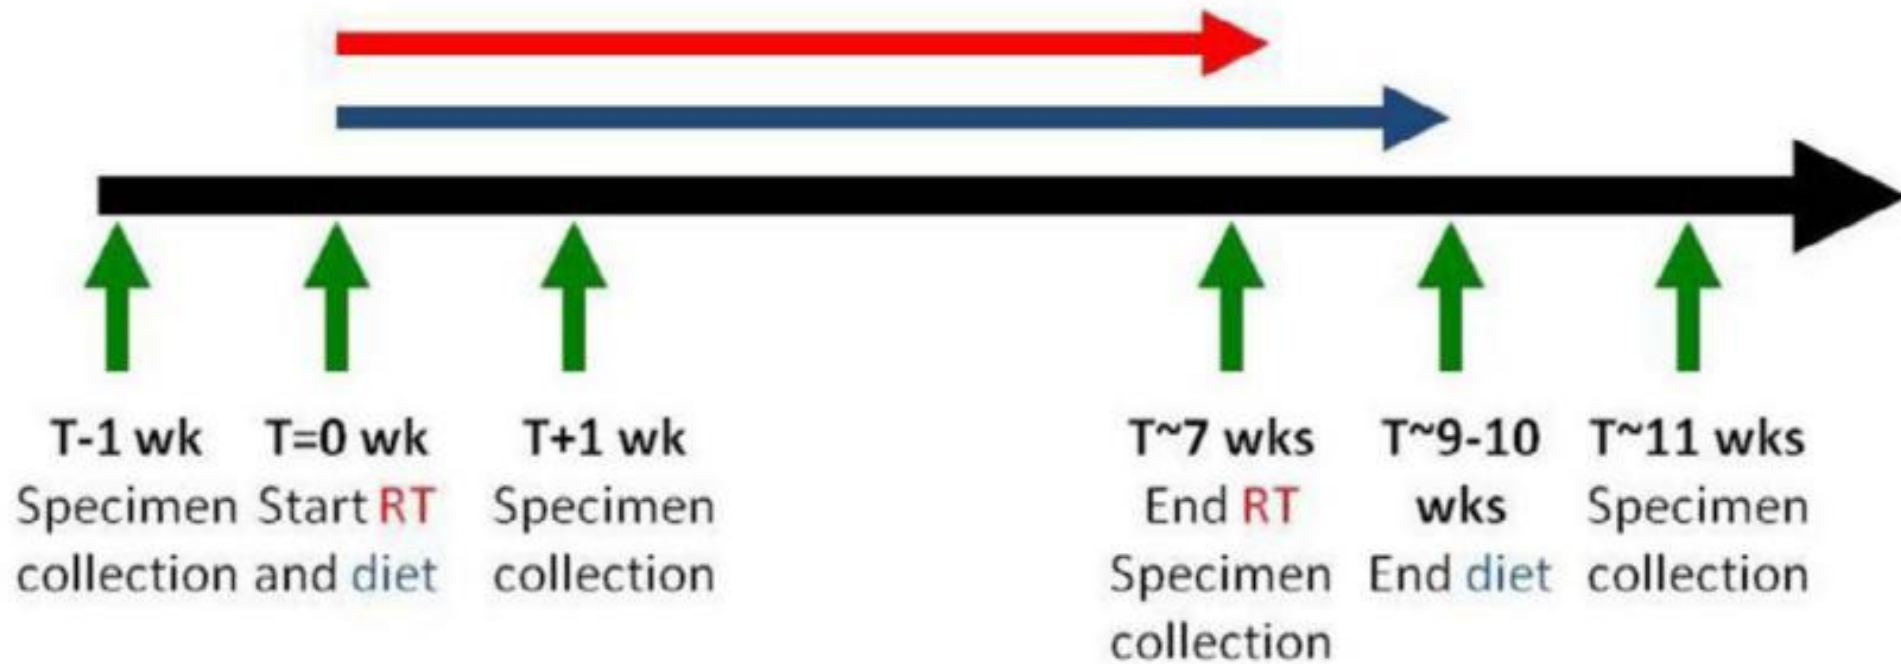 T-1 wk
Specimen
collection
T=0 wk
Start RT
and diet
T+1 wk
Specimen
collection
T~7 wks
End RT
Specimen
collection
T~9-10
wks
End diet
T~11 wks
Specimen
collection